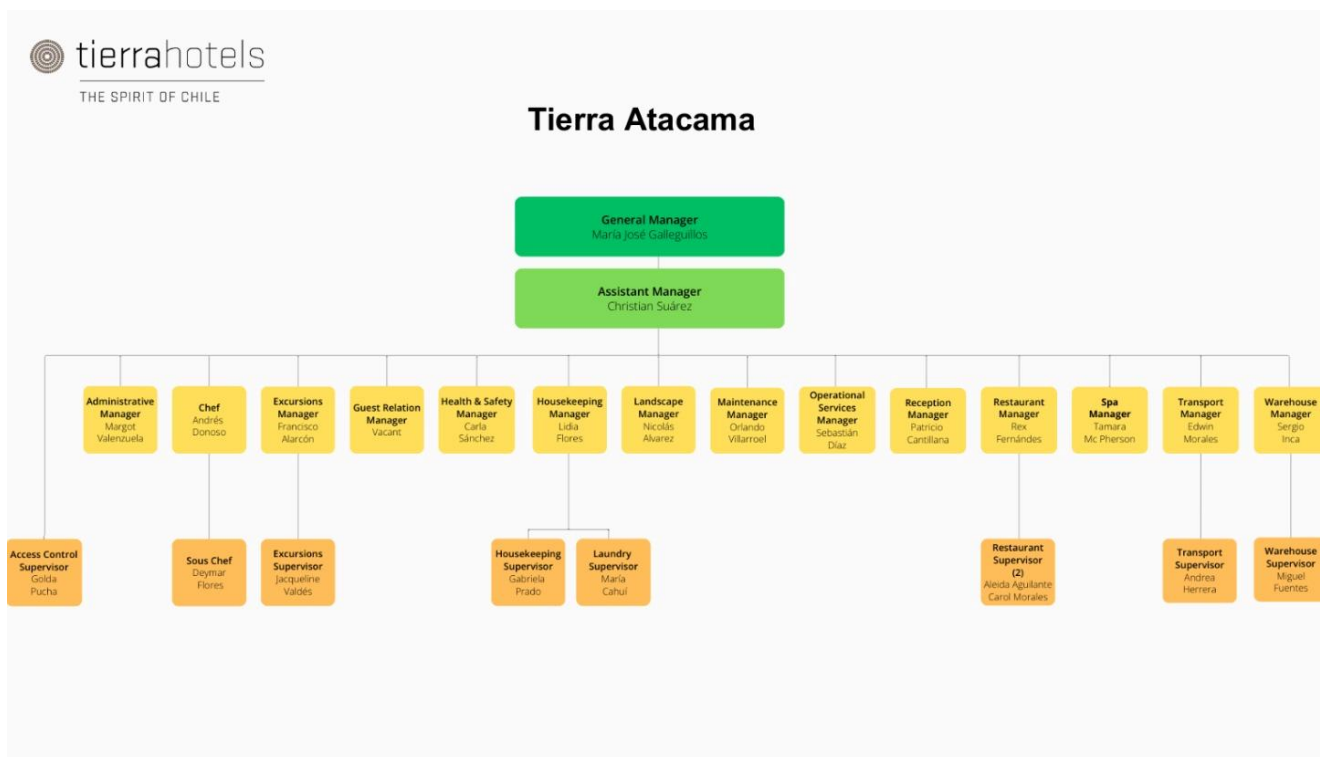 tierrahotels
THE SPIRIT OF CHILE
Tierra Atacama
General Manager
María José Galleguillos
Assistant Manager
Christian Suárez
Administrative
Manager
Margot
Valenzuela
Chef
Andrés
Donoso
Excursions
Manager
Francisco
Alarcón
Guest Relation
Manager
Vacant
Health & Safety
Manager
Carla
Sánchez
Housekeeping
Manager
Lidia
Flores
Landscape
Manager
Nicolás
Alvarez
Maintenance
Manager
Orlando
Villarroel
Operational
Services
Manager
Sebastián
Díaz
Reception
Manager
Patricio
Cantillana
Restaurant
Manager
Rex
Fernándes
Spa
Manager
Tamara
Mc Pherson
Transport
Manager
Edwin
Morales
Warehouse
Manager
Sergio
Inca
Access Control
Supervisor
Golda
Pucha
Sous Chef
Deymar
Flores
Excursions
Supervisor
Jacqueline
Valdés
Housekeeping
Supervisor
Gabriela
Prado
Laundry
Supervisor
María
Cahuí
Restaurant
Supervisor
(2)
Aleida Aguilante
Carol Morales
Transport
Supervisor
Andrea
Herrera
Warehouse
Supervisor
Miguel
Fuentes